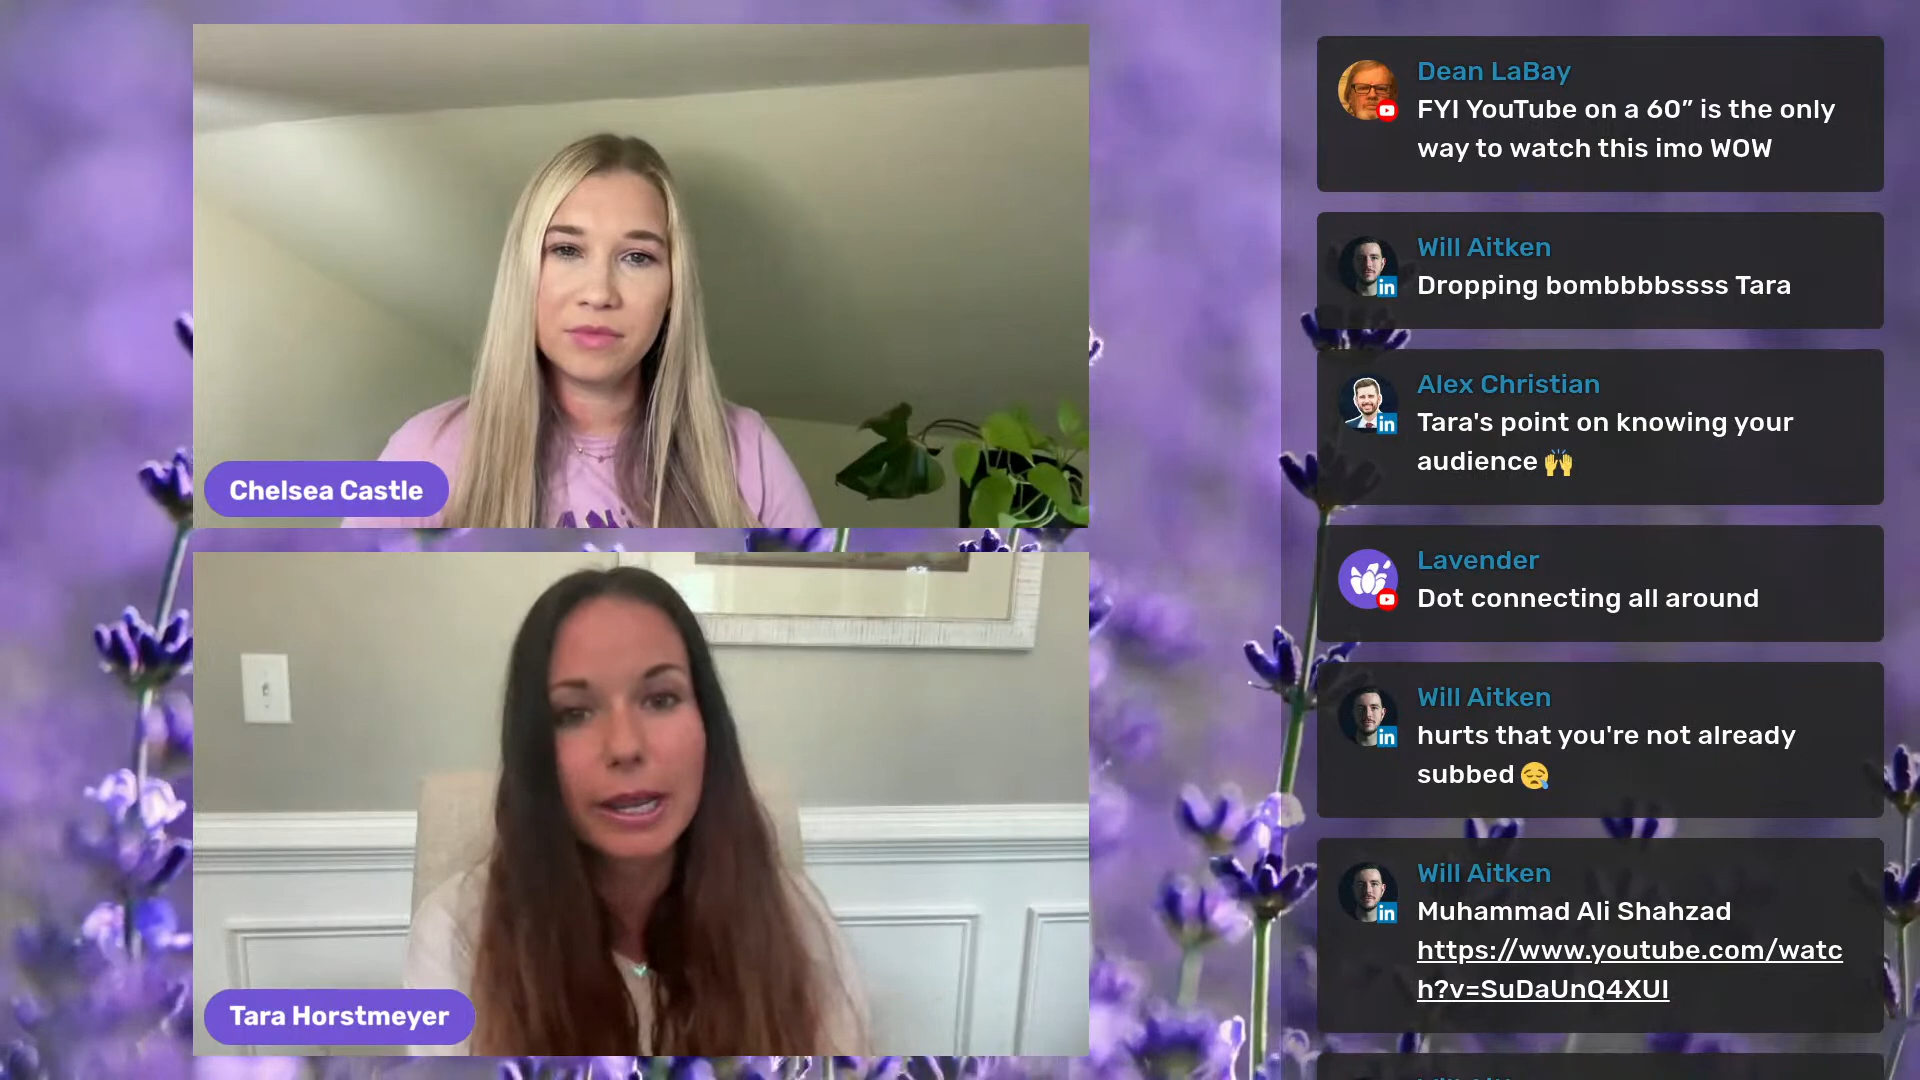 Chelsea Castle
Tara Horstmeyer
Dean LaBay
FYI YouTube on a 60” is the only
way to watch this imo WOW
Will Aitken
Dropping bombbbbssss Tara
Alex Christian
Tara's point on knowing your
audience 🙌
Lavender
Dot connecting all around
Will Aitken
hurts that you're not already
subbed 😪
Will Aitken
Muhammad Ali Shahzad
https://www.youtube.com/watc
h?v=SuDaUnQ4XUI